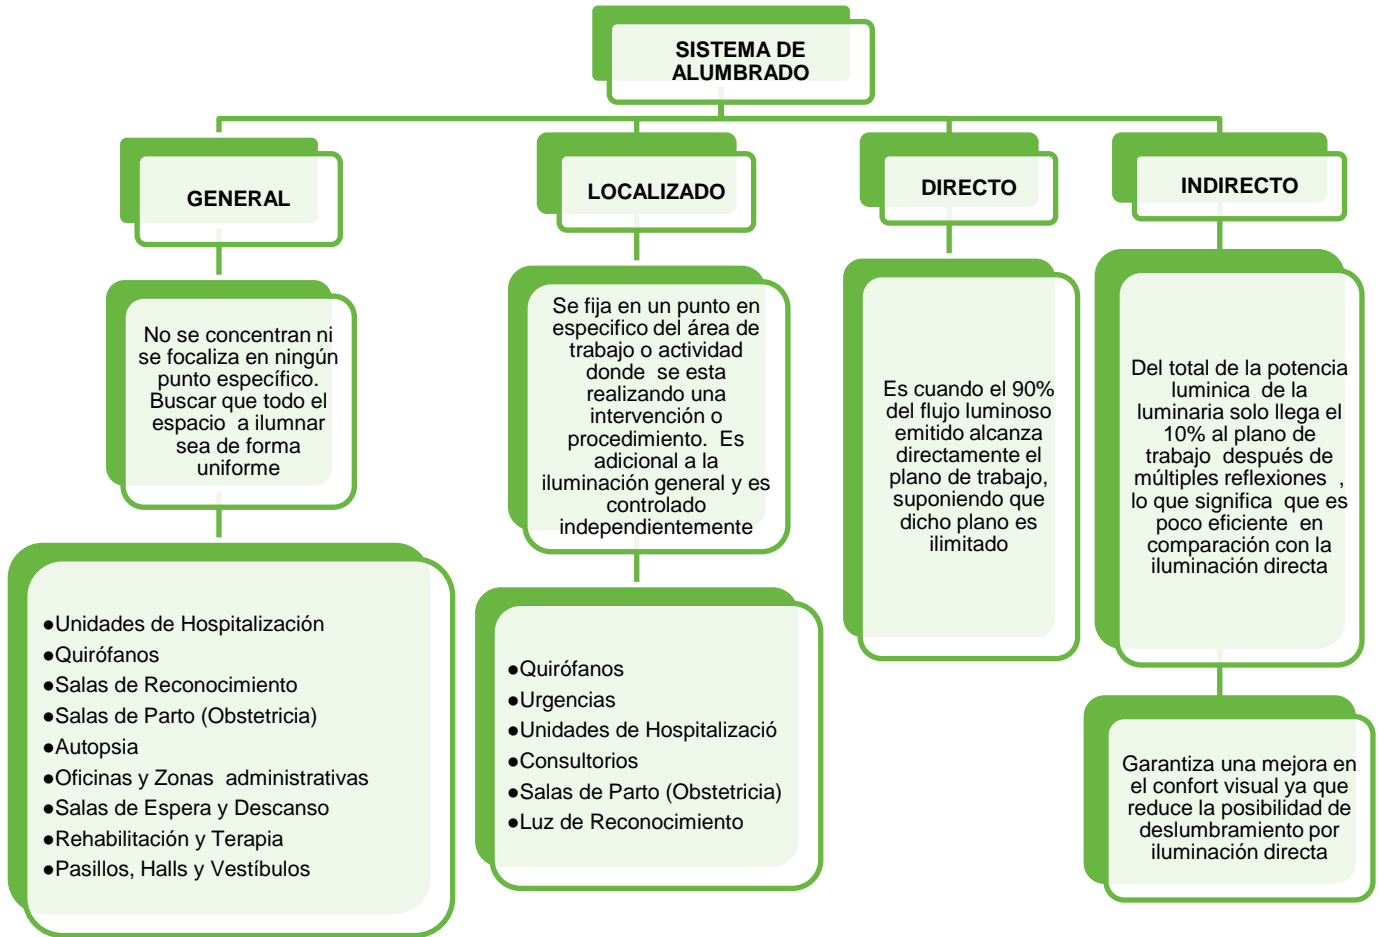 SISTEMA DE
ALUMBRADO
GENERAL
LOCALIZADO
DIRECTO
INDIRECTO
No se concentran ni
se focaliza en ningún
punto específico.
Buscar que todo el
espacio a ilumnar
sea de forma
uniforme
Se fija en un punto en
especifico del área de
trabajo o actividad
donde se esta
realizando una
intervención o
procedimiento. Es
adicional a la
iluminación general y es
controlado
independientemente
Es cuando el 90%
del flujo luminoso
emitido alcanza
directamente el
plano de trabajo,
suponiendo que
dicho plano es
ilimitado
Del total de la potencia
luminica de la
luminaria solo llega el
10% al plano de
trabajo después de
múltiples reflexiones ,
lo que significa que es
poco eficiente en
comparación con la
iluminación directa
●Unidades de Hospitalización
●Quirófanos
●Salas de Reconocimiento
●Salas de Parto (Obstetricia)
●Autopsia
●Oficinas y Zonas administrativas
●Salas de Espera y Descanso
●Rehabilitación y Terapia
●Pasillos, Halls y Vestíbulos
●Quirófanos
●Urgencias
●Unidades de Hospitalizació
●Consultorios
●Salas de Parto (Obstetricia)
●Luz de Reconocimiento
Garantiza una mejora en
el confort visual ya que
reduce la posibilidad de
deslumbramiento por
iluminación directa